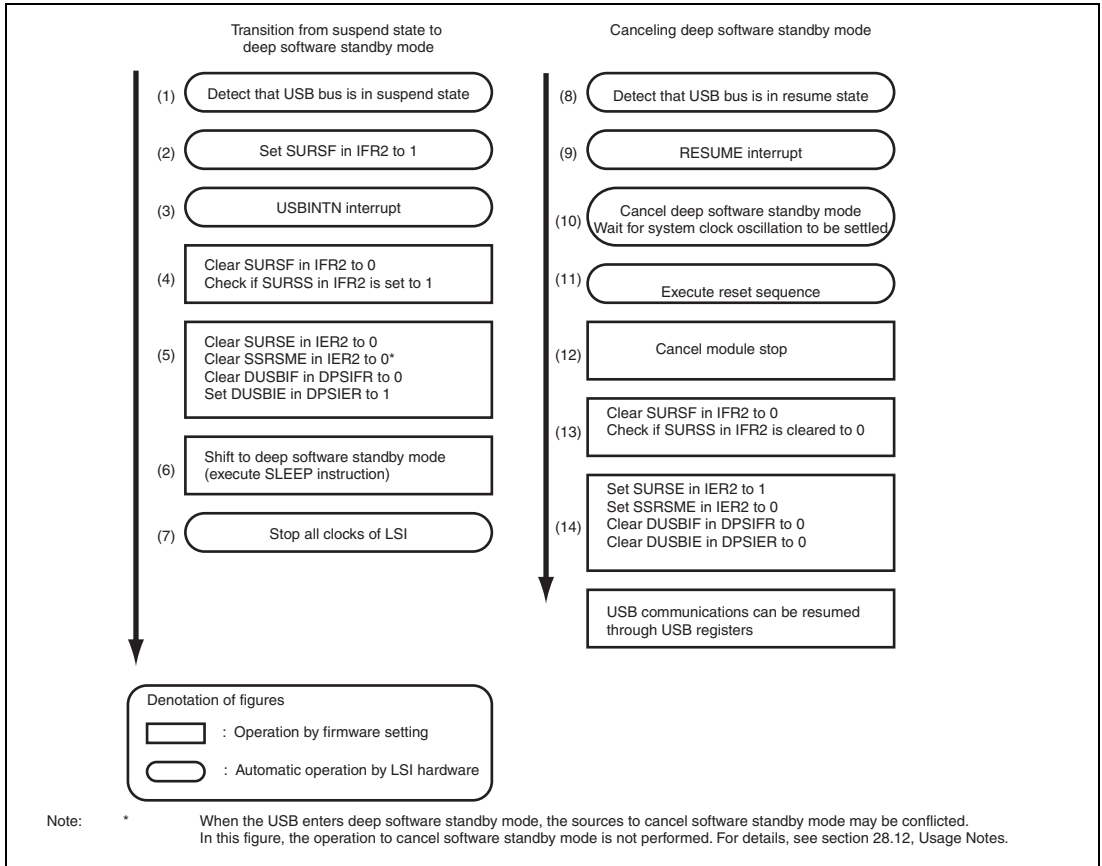 Transition from suspend state to
deep software standby mode
(1) Detect that USB bus is in suspend state
(2) Set SURSF in IFR2 to 1
(3) USBINTN interrupt
(4) Clear SURSF in IFR2 to 0
Check if SURSS in IFR2 is set to 1
(5) Clear SURSE in IER2 to 0
Clear SSRSME in IER2 to 0*
Clear DUSBIF in DPSIFR to 0
Set DUSBIE in DPSIER to 1
(6) Shift to deep software standby mode
(execute SLEEP instruction)
(7) Stop all clocks of LSI
Canceling deep software standby mode
(8) Detect that USB bus is in resume state
(9) RESUME interrupt
(10) Cancel deep software standby mode
Wait for system clock oscillation to be settled
(11) Execute reset sequence
(12) Cancel module stop
(13) Clear SURSF in IFR2 to 0
Check if SURSS in IFR2 is cleared to 0
(14) Set SURSE in IER2 to 1
Set SSRSME in IER2 to 0
Clear DUSBIF in DPSIFR to 0
Clear DUSBIE in DPSIER to 0
USB communications can be resumed
through USB registers
Denotation of figures
: Operation by firmware setting
: Automatic operation by LSI hardware
Note: * When the USB enters deep software standby mode, the sources to cancel software standby mode may be conflicted.
In this figure, the operation to cancel software standby mode is not performed. For details, see section 28.12, Usage Notes.